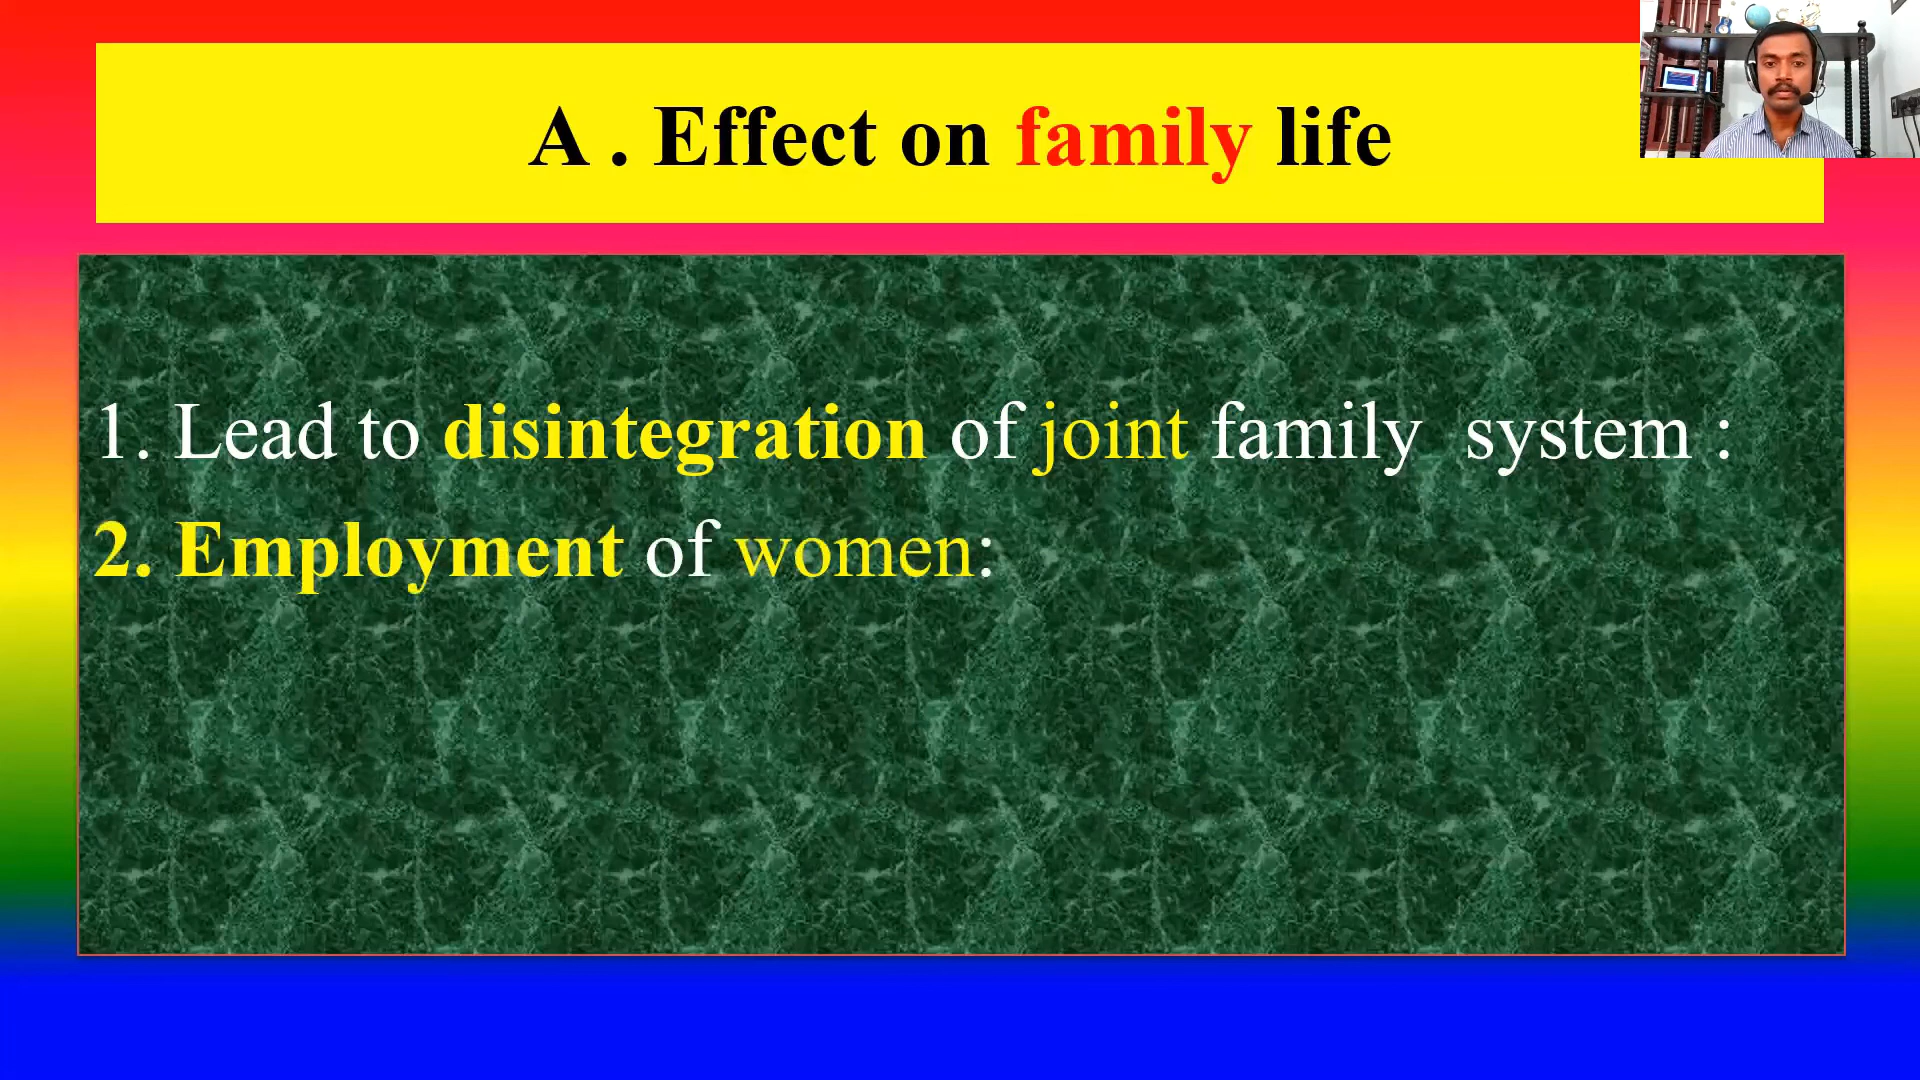 A . Effect on family life
1. Lead to disintegration of joint family system :
2. Employment of women: